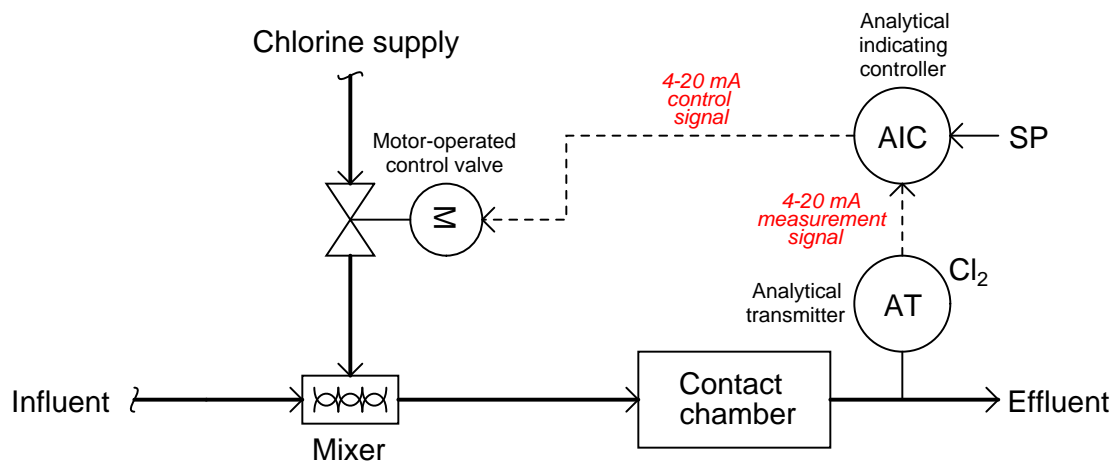 Chlorine supply
Analytical
indicating
controller
4-20 mA
control
signal
AIC
SP
Motor-operated
control valve
M
4-20 mA
measurement
signal
Cl₂
Analytical
transmitter
AT
Influent
Mixer
Contact
chamber
Effluent